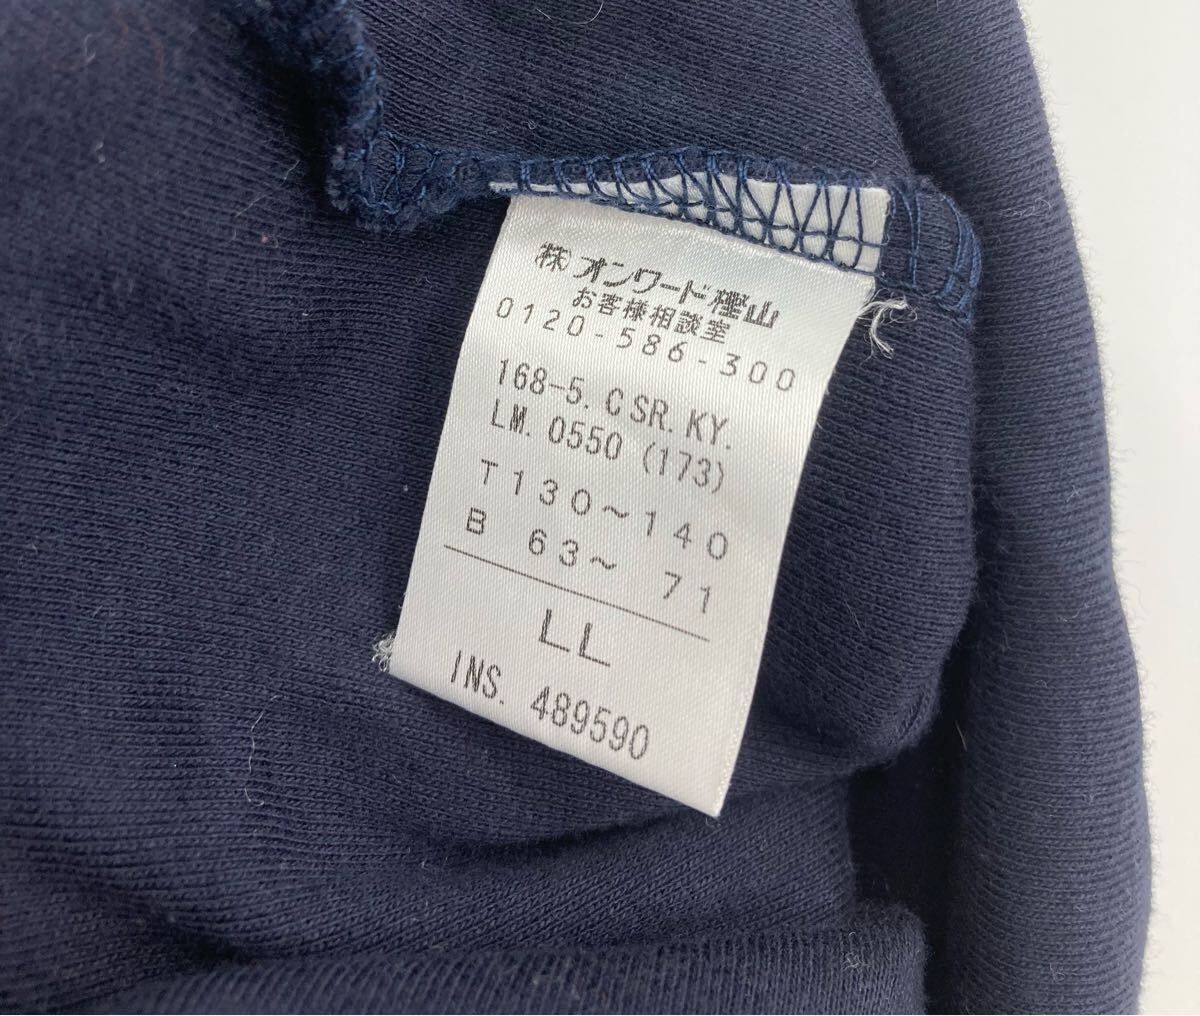 ㈱オンワード樫山
お客様相談室
0120-586-300
168-5. CSR. KY.
LM. 0550 (173)
T130～140
B 63～ 71
LL
INS. 489590